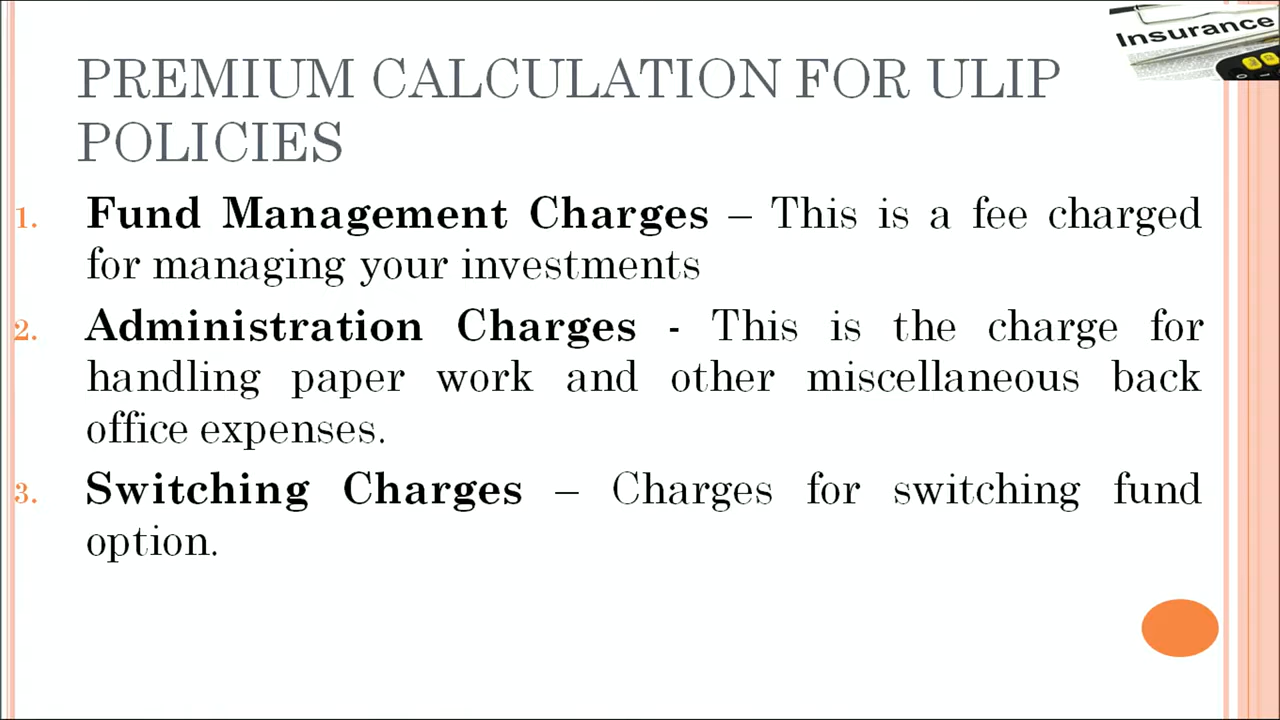 Insurance
PREMIUM CALCULATION FOR ULIP
POLICIES
1. Fund Management Charges – This is a fee charged
for managing your investments
2. Administration Charges - This is the charge for
handling paper work and other miscellaneous back
office expenses.
3. Switching Charges – Charges for switching fund
option.